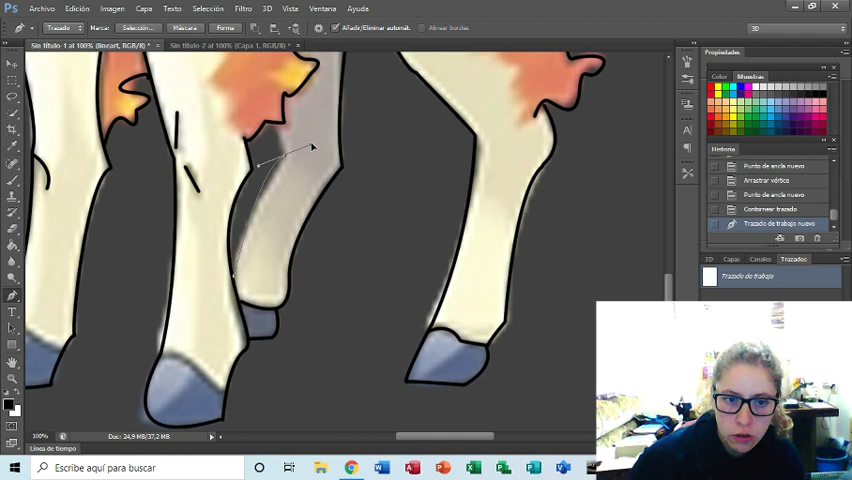 Ps Archivo Edición Imagen Capa Texto Selección Filtro 3D Vista Ventana Ayuda
Trazado Crear: Selección... Máscara Forma Añadir/Eliminar automát. Alinear bordes 3D
Sin título-1 al 100% (lineart, RGB/8) * × Sin título-2 al 100% (Capa 1, RGB/8) * ×
Propiedades
Color Muestras
Historia
Punto de ancla nuevo
Arrastrar vértice
Punto de ancla nuevo
Contornear trazado
Trazado de trabajo nuevo
3D Capas Canales Trazados
Trazado de trabajo
100% Doc: 24,9 MB/37,2 MB
Línea de tiempo
Escribe aquí para buscar